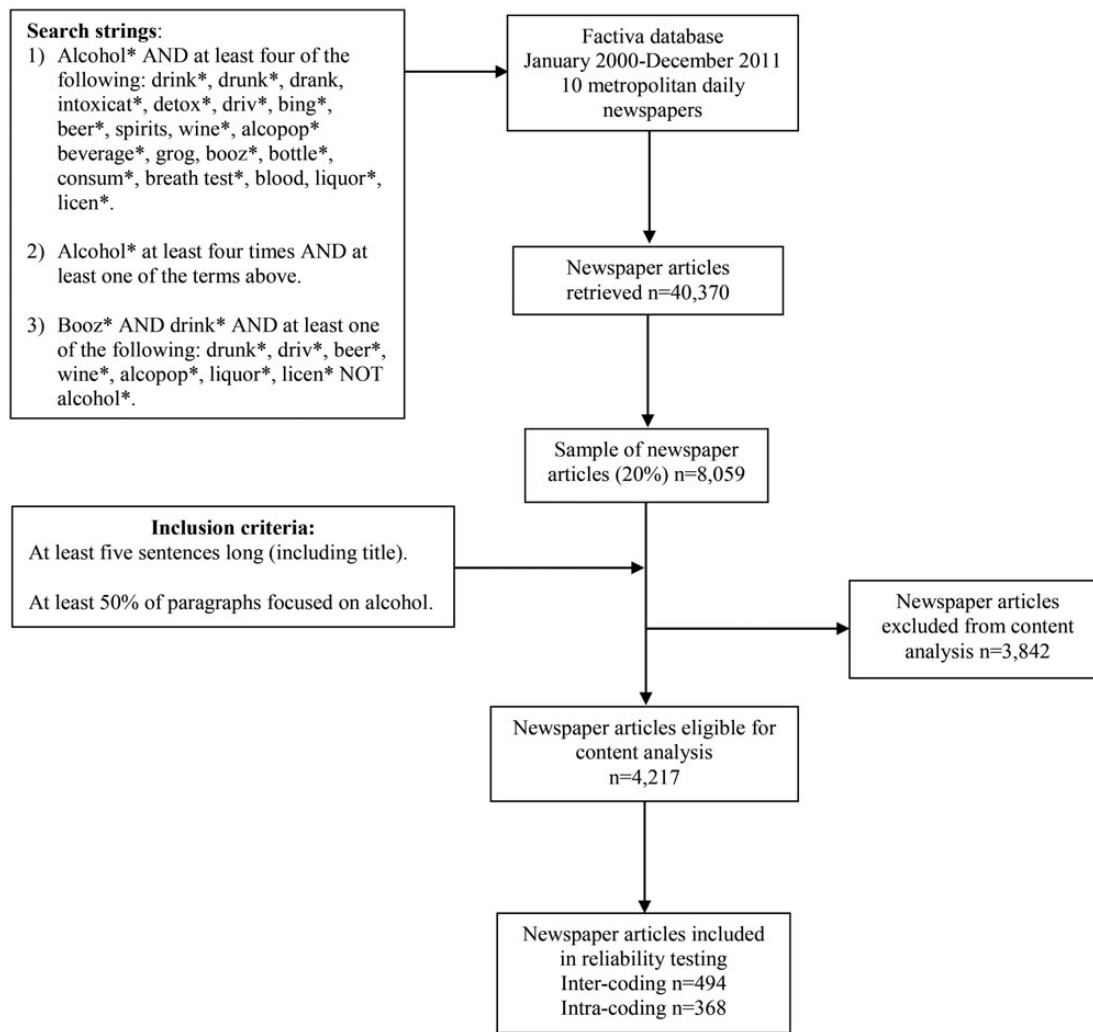 Search strings:
1) Alcohol* AND at least four of the
following: drink*, drunk*, drank,
intoxicat*, detox*, driv*, bing*,
beer*, spirits, wine*, alcopop*
beverage*, grog, booz*, bottle*,
consum*, breath test*, blood, liquor*,
licen*.
2) Alcohol* at least four times AND at
least one of the terms above.
3) Booz* AND drink* AND at least one
of the following: drunk*, driv*, beer*,
wine*, alcopop*, liquor*, licen* NOT
alcohol*.
Factiva database
January 2000-December 2011
10 metropolitan daily
newspapers
Newspaper articles
retrieved n=40,370
Sample of newspaper
articles (20%) n=8,059
Inclusion criteria:
At least five sentences long (including title).
At least 50% of paragraphs focused on alcohol.
Newspaper articles
excluded from content
analysis n=3,842
Newspaper articles eligible for
content analysis
n=4,217
Newspaper articles included
in reliability testing
Inter-coding n=494
Intra-coding n=368